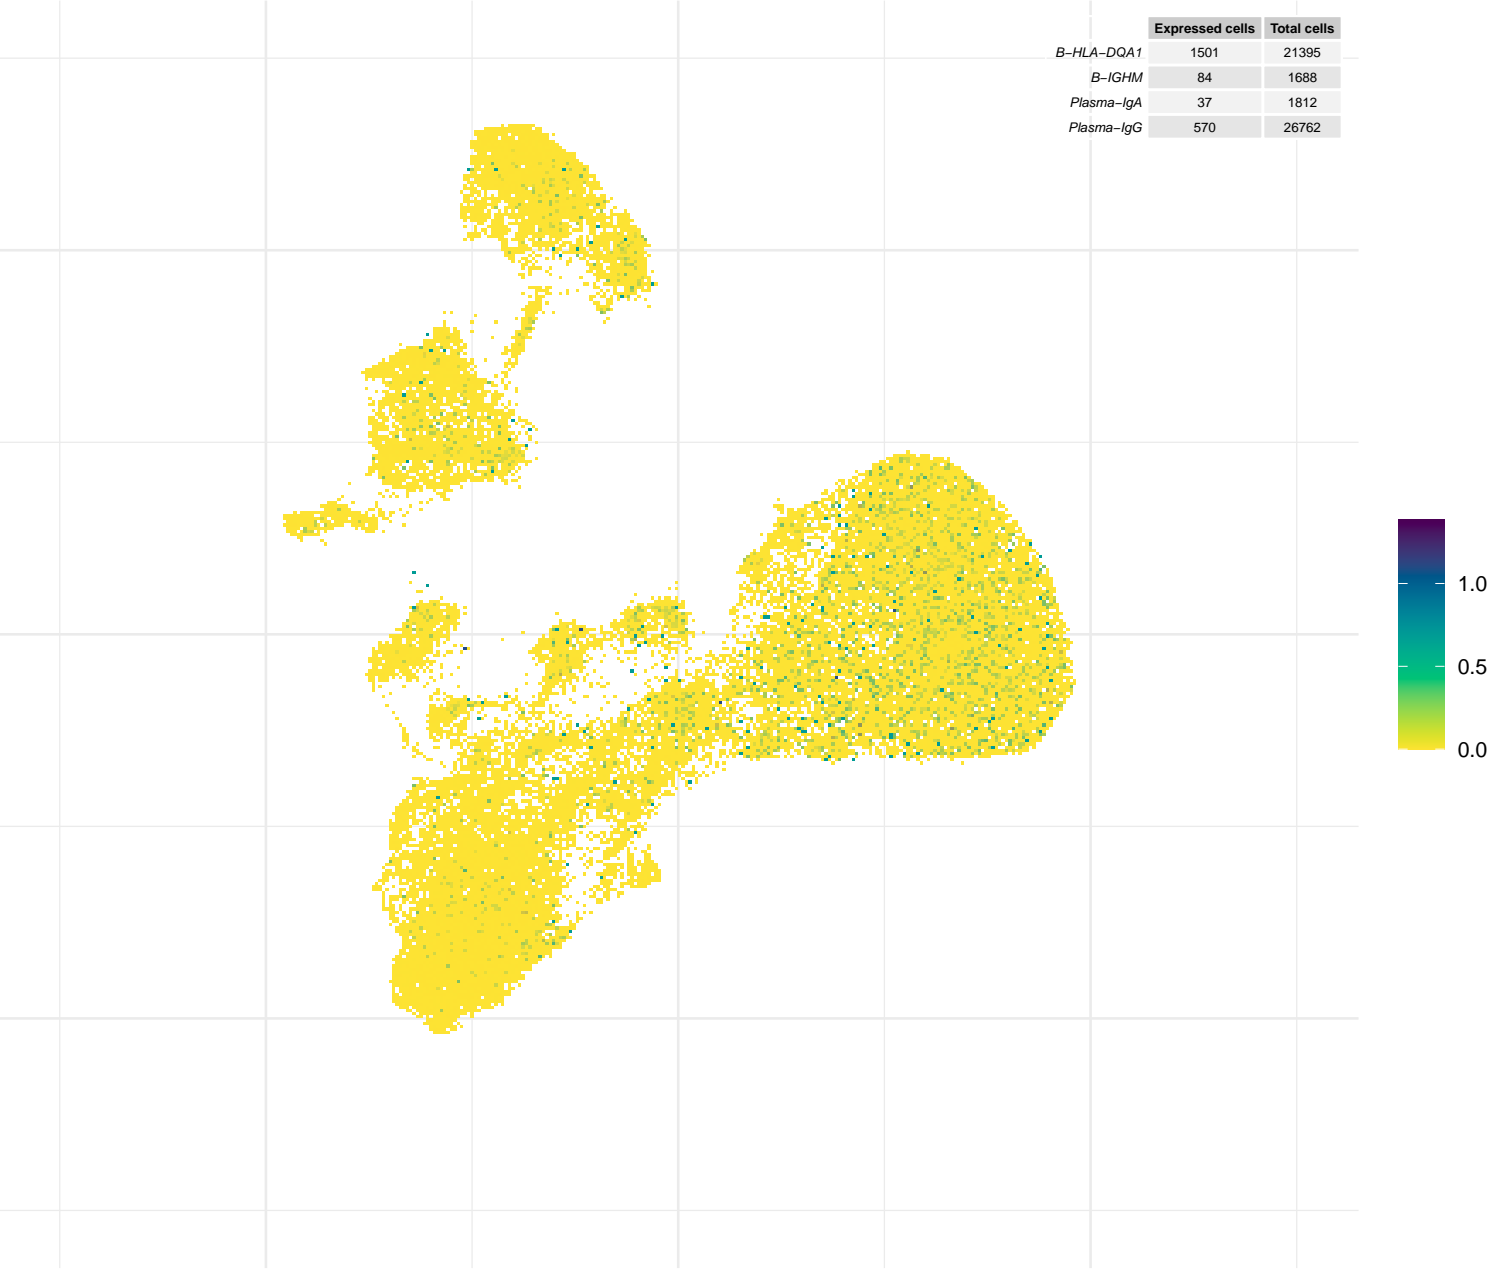 Expressed cells Total cells
B−HLA−DQA1 1501 21395
B−IGHM 84 1688
Plasma−IgA 37 1812
Plasma−IgG 570 26762
1.0
0.5
0.0